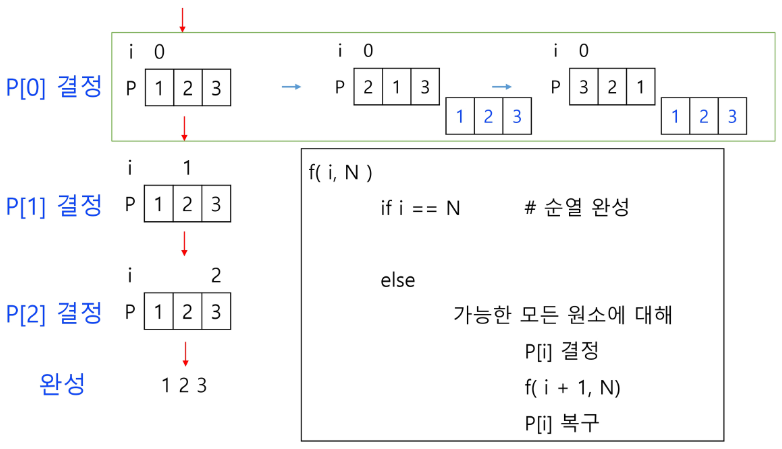 i 0
P[0] 결정
P 1 2 3
i 0
P 2 1 3
1 2 3
i 0
P 3 2 1
1 2 3
i 1
P[1] 결정
P 1 2 3
i 2
P[2] 결정
P 1 2 3
완성
1 2 3
f( i, N )
if i == N # 순열 완성
else
가능한 모든 원소에 대해
P[i] 결정
f( i + 1, N)
P[i] 복구